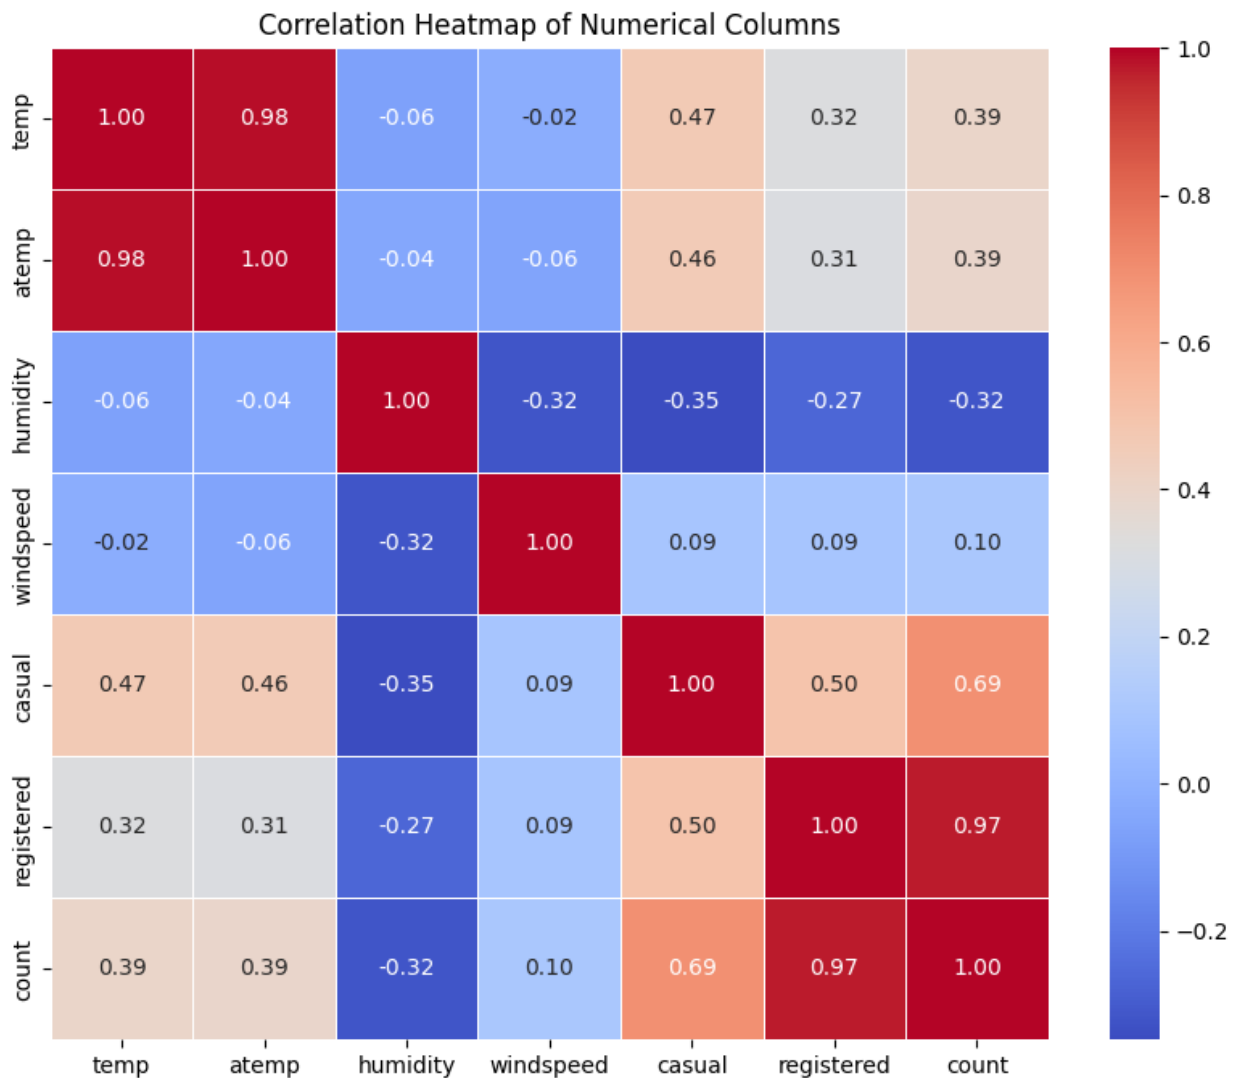 Correlation Heatmap of Numerical Columns
temp 1.00 0.98 -0.06 -0.02 0.47 0.32 0.39
atemp 0.98 1.00 -0.04 -0.06 0.46 0.31 0.39
humidity -0.06 -0.04 1.00 -0.32 -0.35 -0.27 -0.32
windspeed -0.02 -0.06 -0.32 1.00 0.09 0.09 0.10
casual 0.47 0.46 -0.35 0.09 1.00 0.50 0.69
registered 0.32 0.31 -0.27 0.09 0.50 1.00 0.97
count 0.39 0.39 -0.32 0.10 0.69 0.97 1.00
temp atemp humidity windspeed casual registered count
1.0
0.8
0.6
0.4
0.2
0.0
−0.2